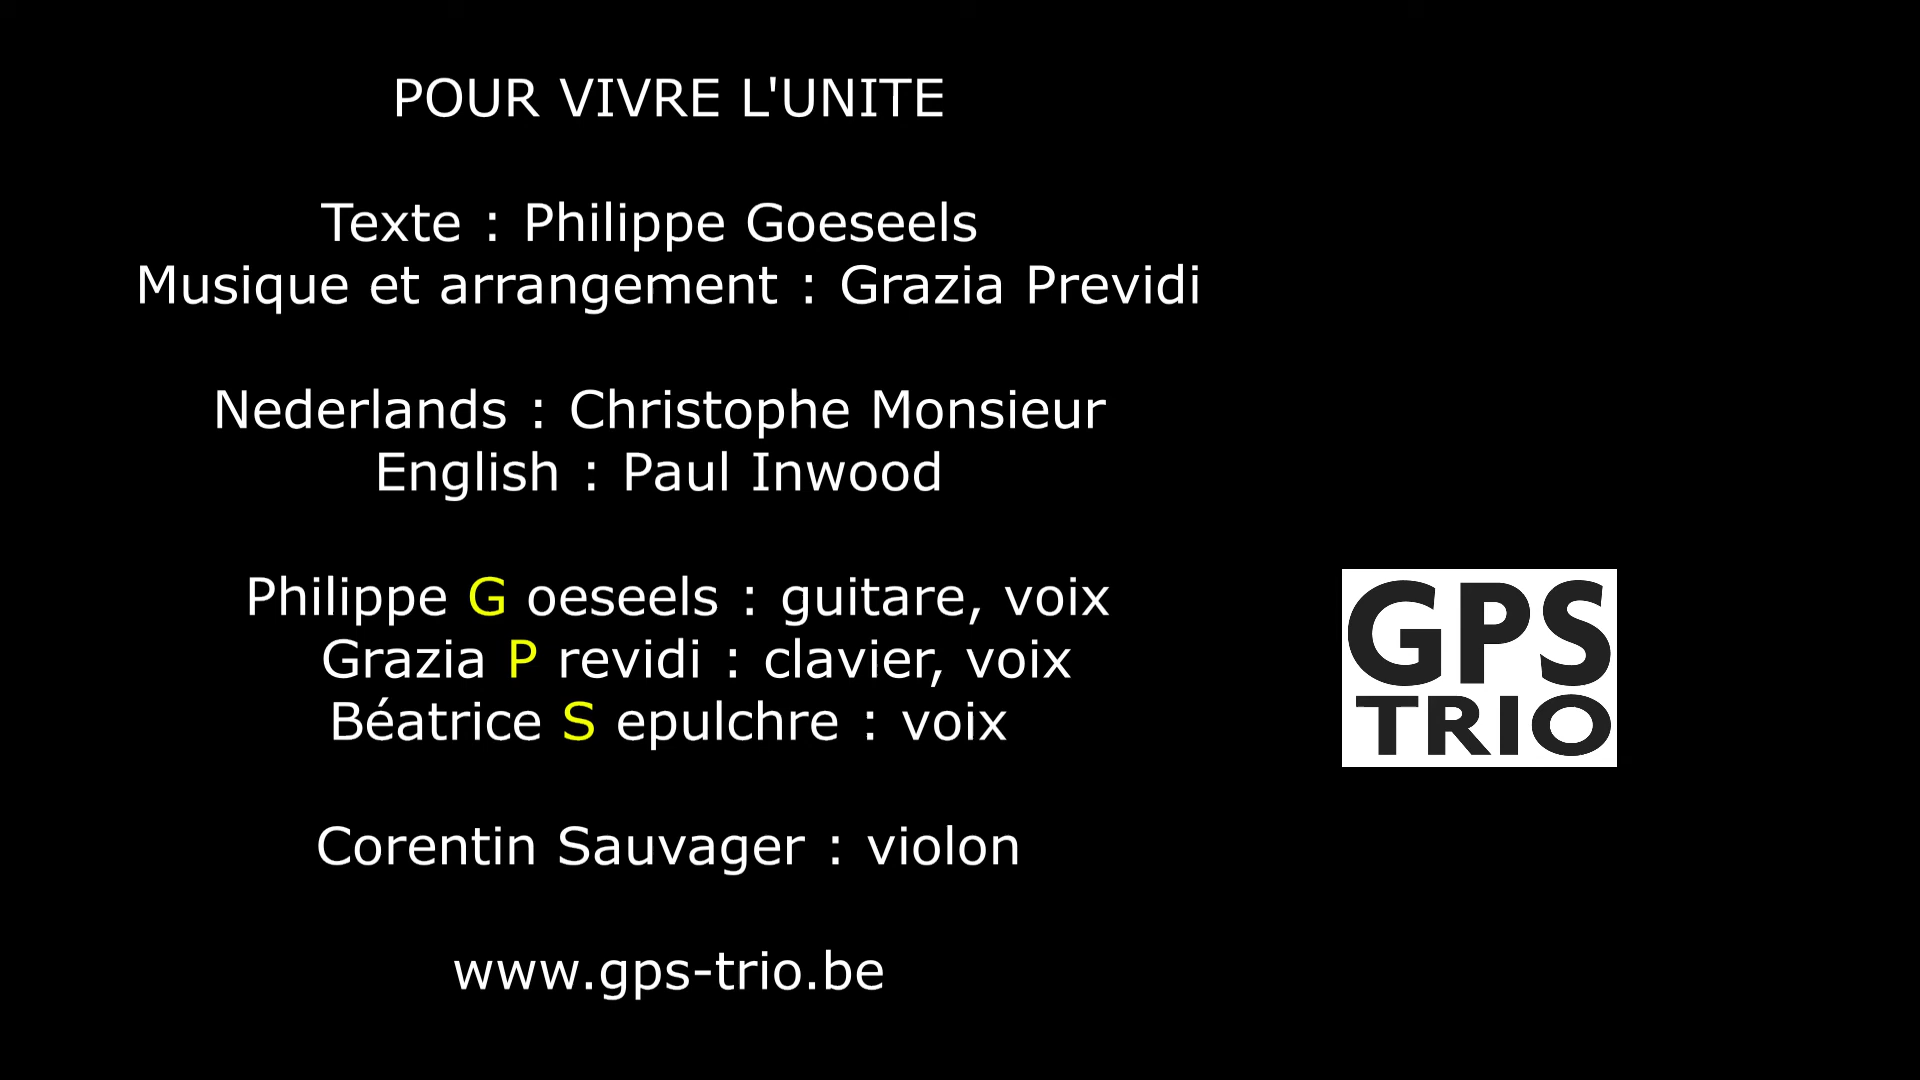 POUR VIVRE L'UNITE
Texte : Philippe Goeseels
Musique et arrangement : Grazia Previdi
Nederlands : Christophe Monsieur
English : Paul Inwood
Philippe G oeseels : guitare, voix
Grazia P revidi : clavier, voix
Béatrice S epulchre : voix
Corentin Sauvager : violon
www.gps-trio.be
GPS
TRIO